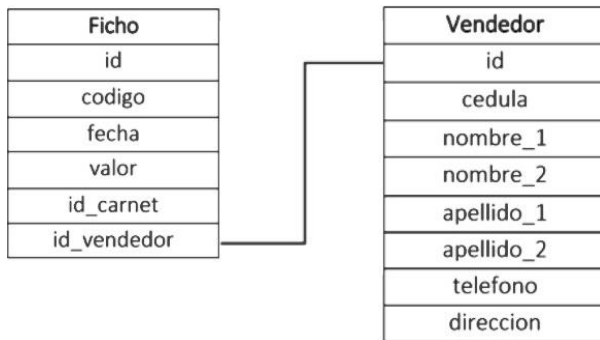 Ficho
id
codigo
fecha
valor
id_carnet
id_vendedor
Vendedor
id
cedula
nombre_1
nombre_2
apellido_1
apellido_2
telefono
direccion